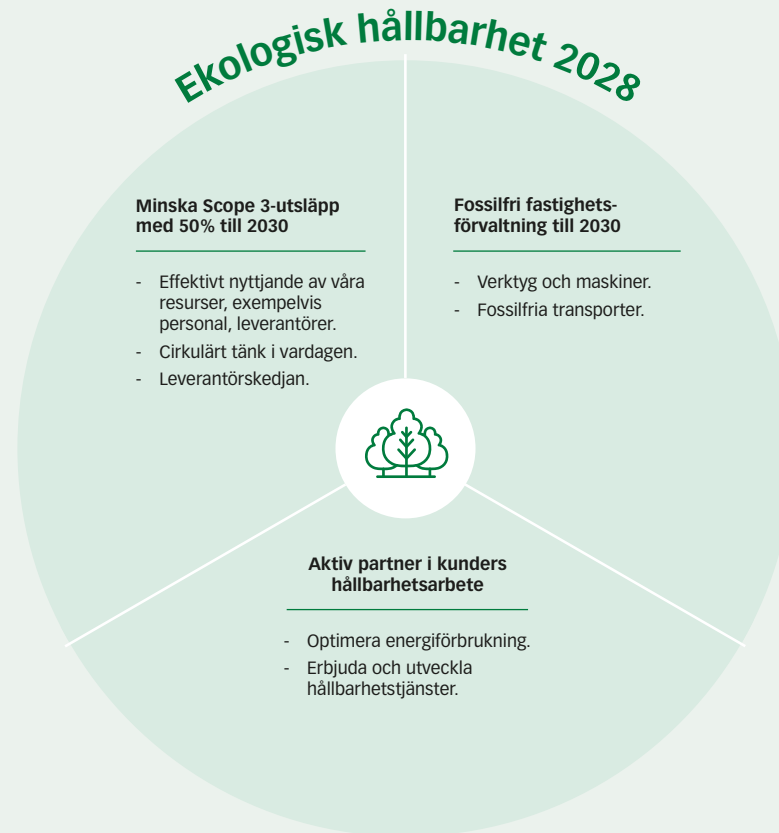 Ekologisk hållbarhet 2028
Minska Scope 3-utsläpp
med 50% till 2030
- Effektivt nyttjande av våra
resurser, exempelvis
personal, leverantörer.
- Cirkulärt tänk i vardagen.
- Leverantörskedjan.
Fossilfri fastighets-
förvaltning till 2030
- Verktyg och maskiner.
- Fossilfria transporter.
Aktiv partner i kunders
hållbarhetsarbete
- Optimera energiförbrukning.
- Erbjuda och utveckla
hållbarhetstjänster.